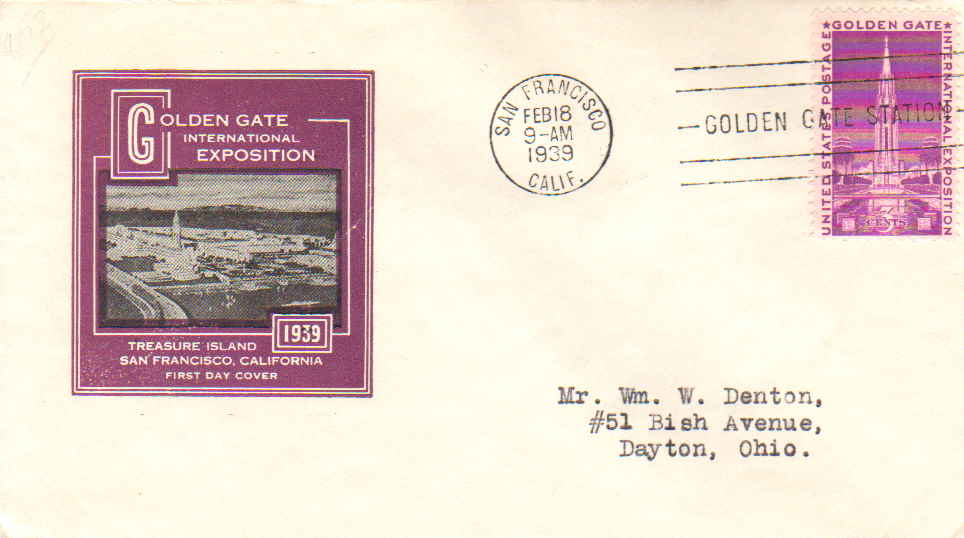 GOLDEN GATE
INTERNATIONAL
EXPOSITION
1939
TREASURE ISLAND
SAN FRANCISCO, CALIFORNIA
FIRST DAY COVER
SAN FRANCISCO
FEB 18
9-AM
1939
CALIF.
GOLDEN GATE STATION
★GOLDEN GATE★
INTERNATIONAL EXPOSITION
UNITED STATES POSTAGE
3
CENTS
Mr. Wm. W. Denton,
#51 Bish Avenue,
Dayton, Ohio.